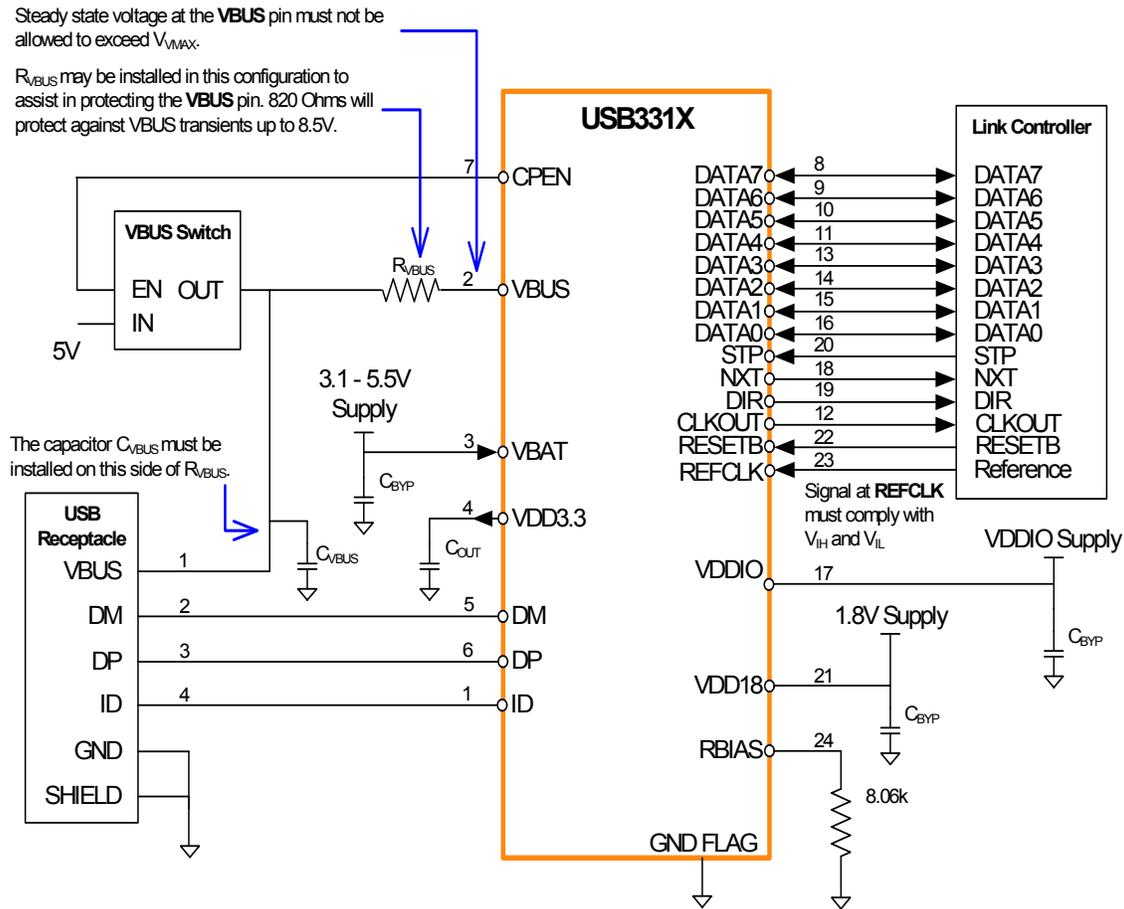 Steady state voltage at the VBUS pin must not be
allowed to exceed VVMAX.
RVBUS may be installed in this configuration to
assist in protecting the VBUS pin. 820 Ohms will
protect against VBUS transients up to 8.5V.
USB331X
Link Controller
7 CPEN
VBUS Switch
EN OUT
IN
5V
RVBUS
2 VBUS
3.1 - 5.5V
Supply
3 VBAT
CBYP
4 VDD3.3
COUT
The capacitor CVBUS must be
installed on this side of RVBUS.
CVBUS
USB
Receptacle
VBUS 1
DM 2 5 DM
DP 3 6 DP
ID 4 1 ID
GND
SHIELD
DATA7 8 DATA7
DATA6 9 DATA6
DATA5 10 DATA5
DATA4 11 DATA4
DATA3 13 DATA3
DATA2 14 DATA2
DATA1 15 DATA1
DATA0 16 DATA0
STP 20 STP
NXT 18 NXT
DIR 19 DIR
CLKOUT 12 CLKOUT
RESETB 22 RESETB
REFCLK 23 Reference
Signal at REFCLK
must comply with
VIH and VIL
VDDIO Supply
VDDIO 17
CBYP
1.8V Supply
VDD18 21
CBYP
RBIAS 24
8.06k
GND FLAG